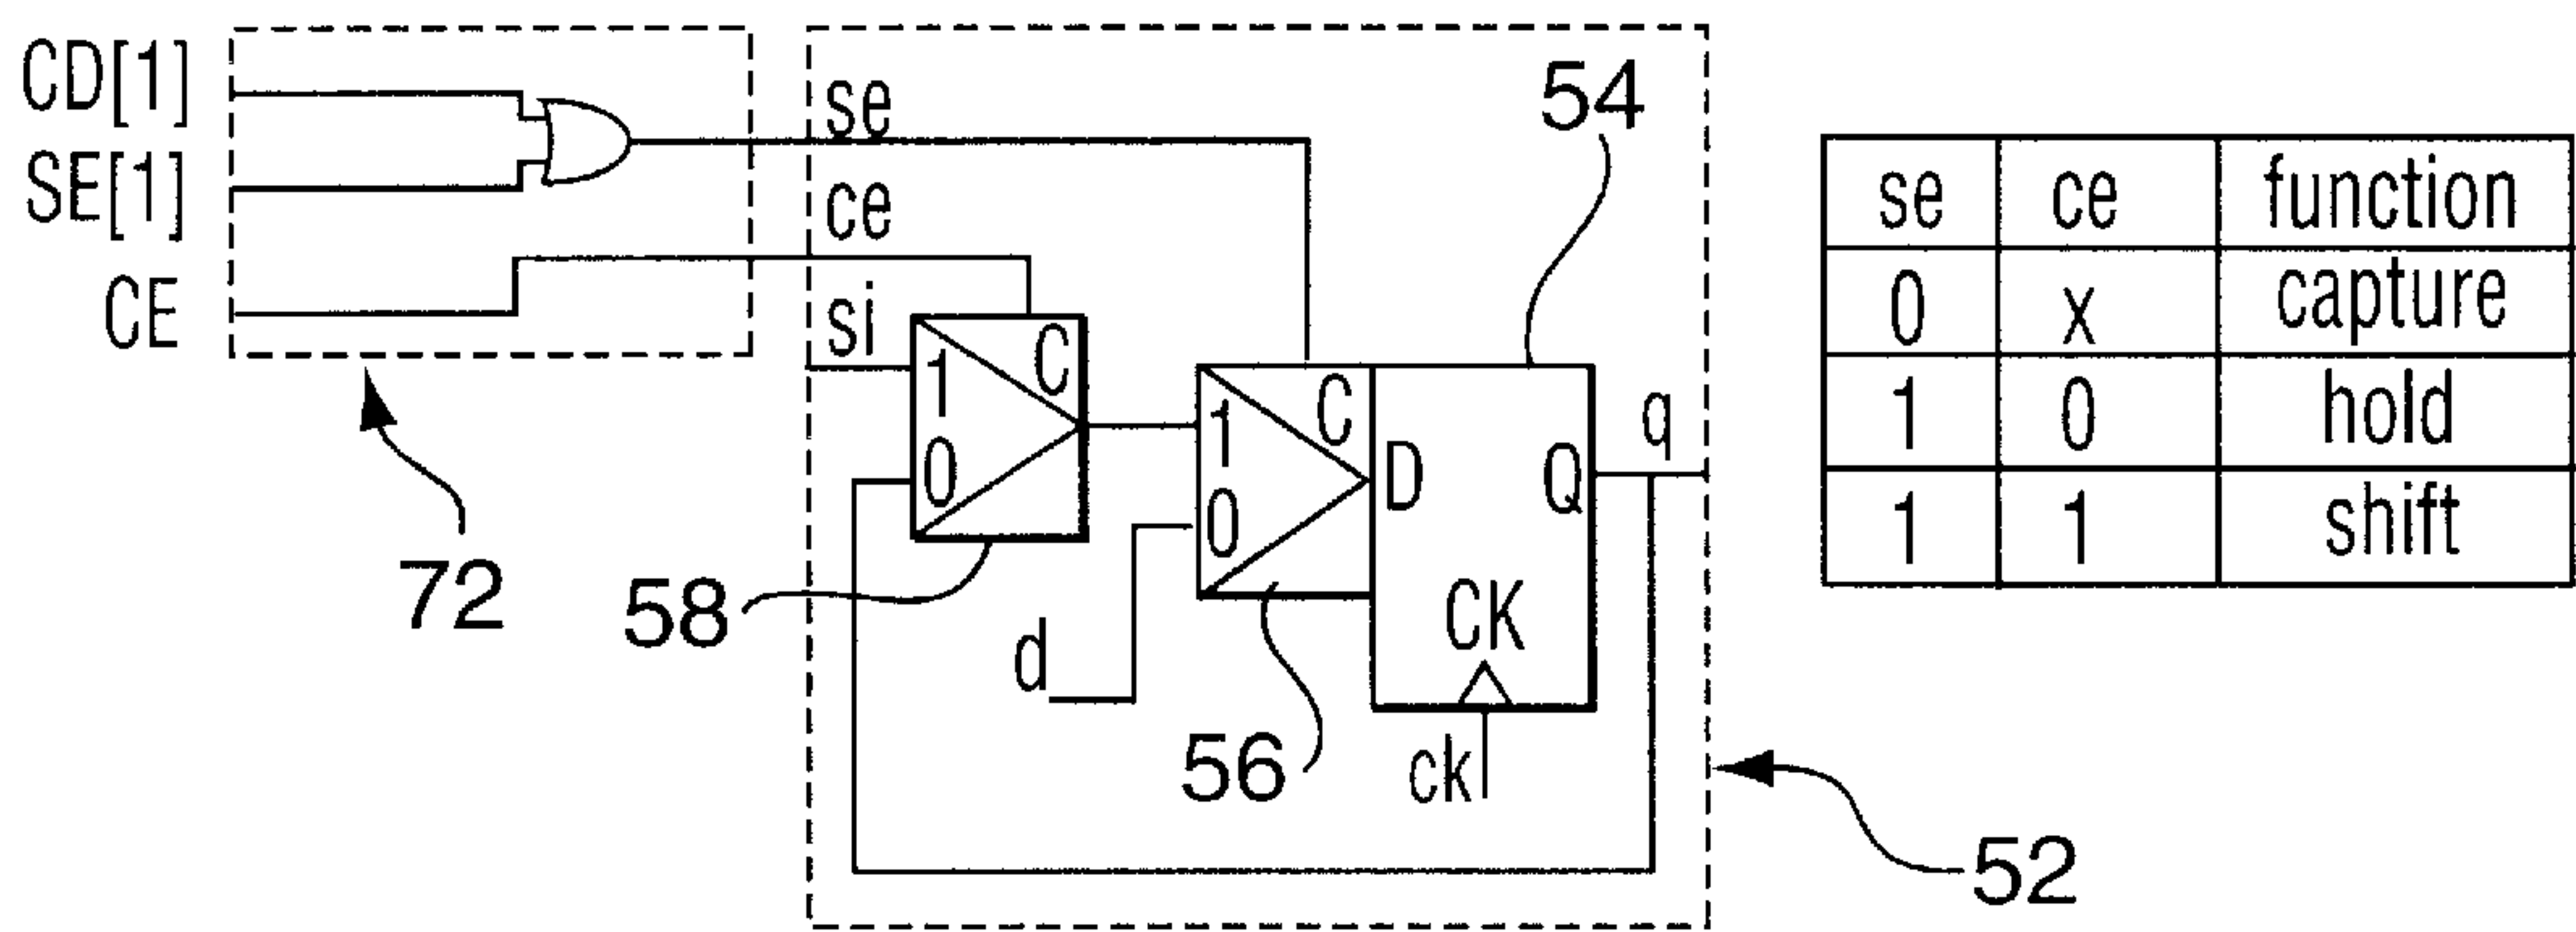 CD[1]
SE[1]
CE
72
se
ce
si
1
0
C
58
d
1
0
C
56
54
D
Q
CK
ck
q
52
se ce function
0 x capture
1 0 hold
1 1 shift